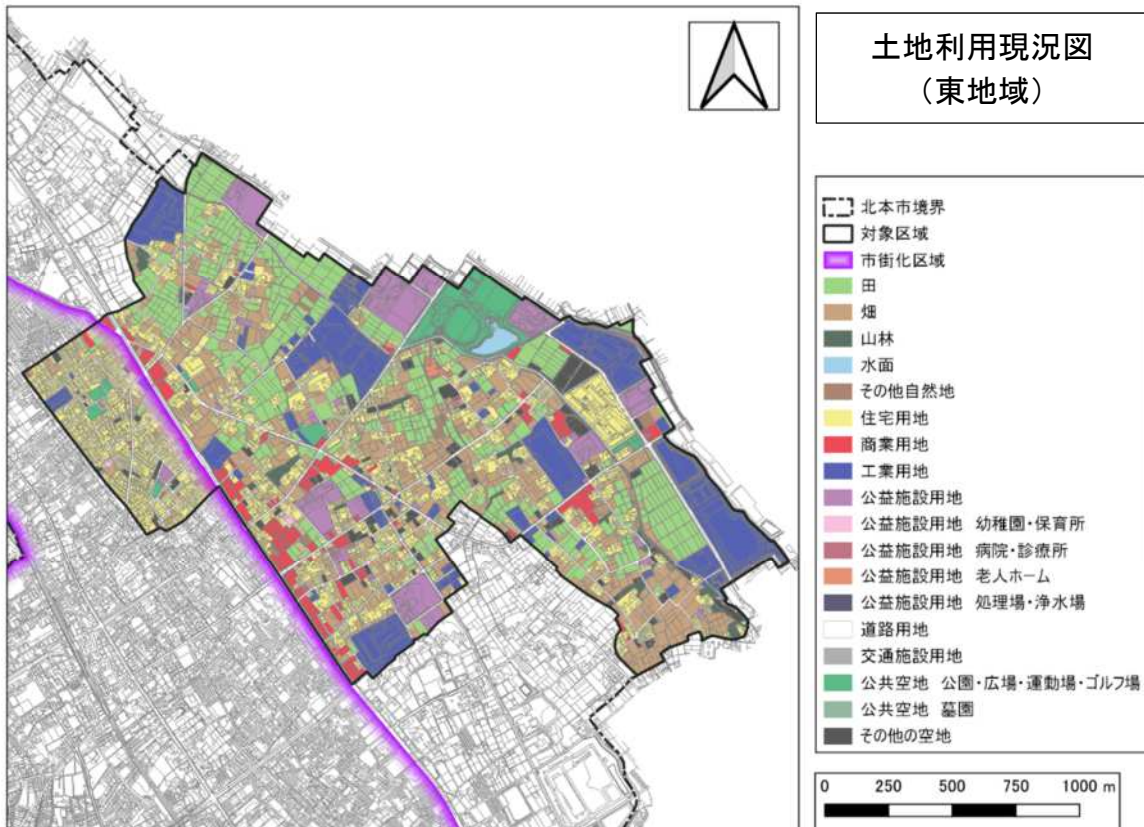 土地利用現況図
（東地域）
北本市境界
対象区域
市街化区域
田
畑
山林
水面
その他自然地
住宅用地
商業用地
工業用地
公益施設用地
公益施設用地 幼稚園・保育所
公益施設用地 病院・診療所
公益施設用地 老人ホーム
公益施設用地 処理場・浄水場
道路用地
交通施設用地
公共空地 公園・広場・運動場・ゴルフ場
公共空地 墓園
その他の空地
0 250 500 750 1000 m